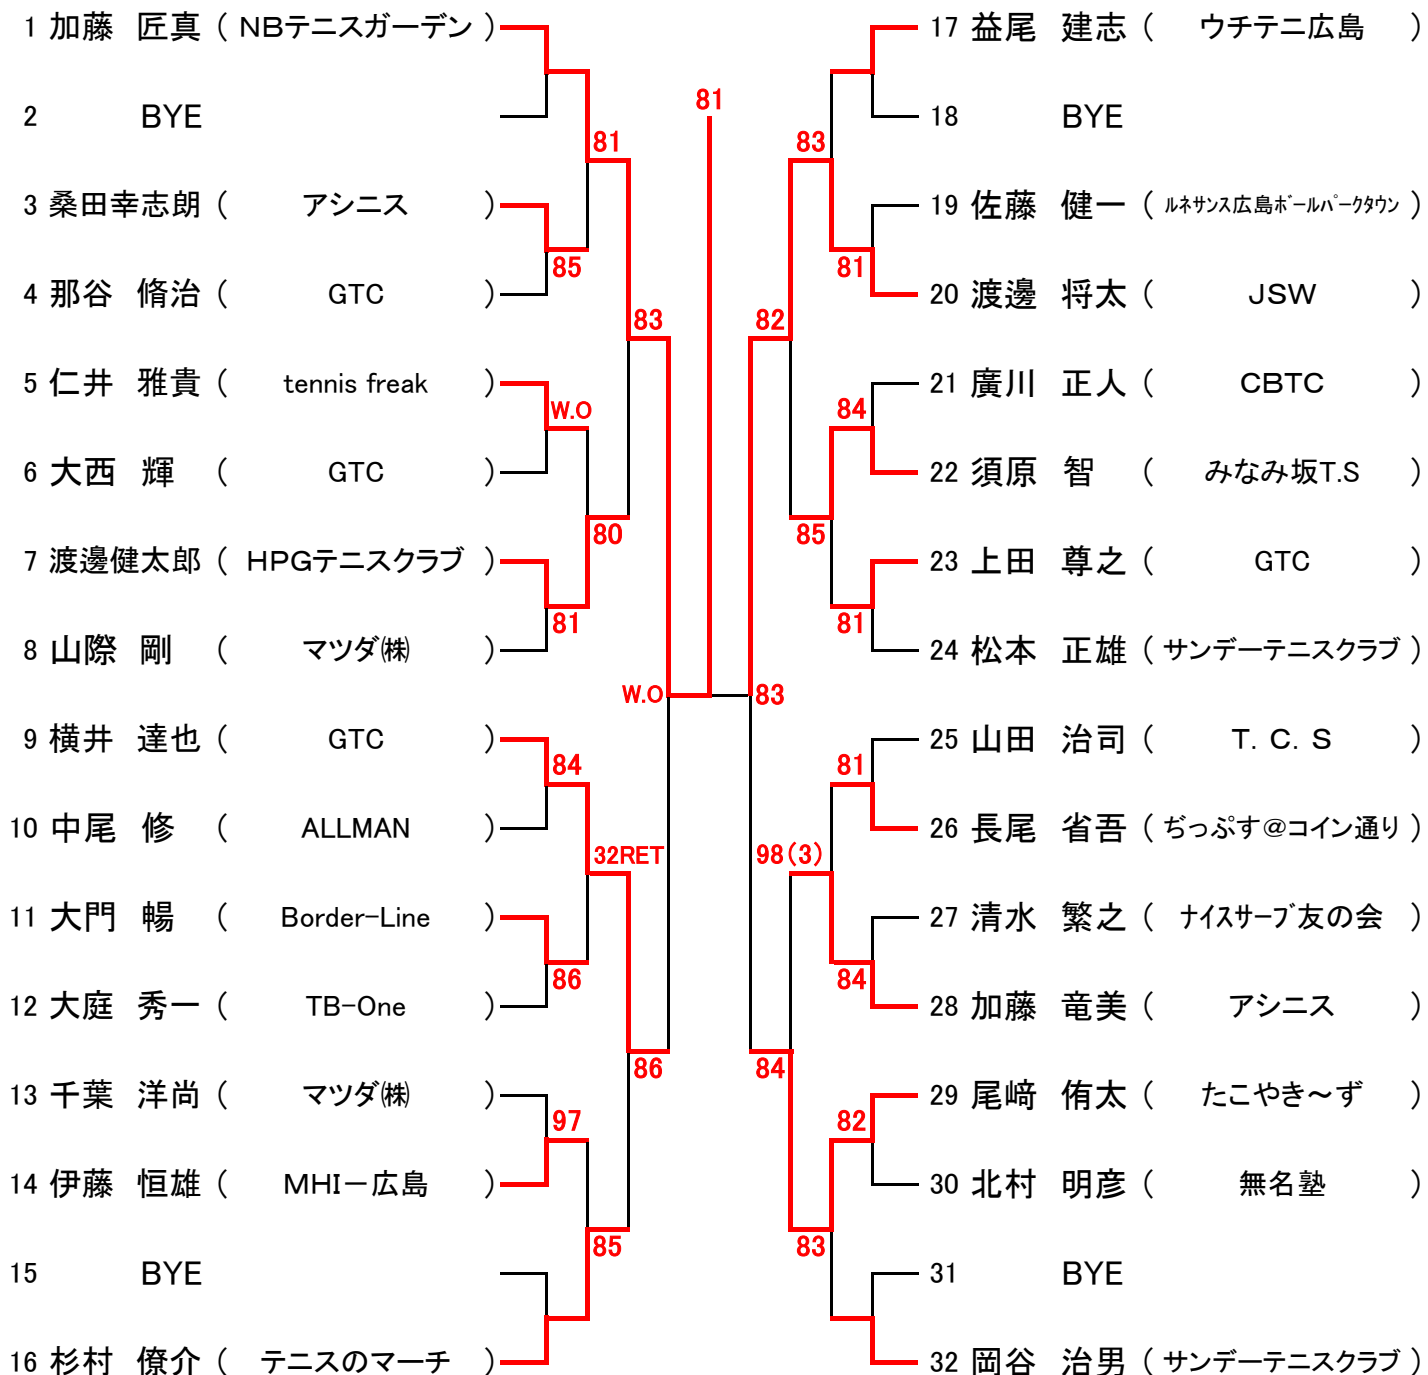 1 加藤 匠真 ( NBテニスガーデン )
2 BYE
81
3 桑田幸志朗 ( アシニス )
85
4 那谷 脩治 ( GTC )
83
5 仁井 雅貴 ( tennis freak )
W.O
6 大西 輝 ( GTC )
80
7 渡邊健太郎 ( HPGテニスクラブ )
81
8 山際 剛 ( マツダ㈱ )
W.O
9 横井 達也 ( GTC )
84
10 中尾 修 ( ALLMAN )
32RET
11 大門 暢 ( Border-Line )
86
12 大庭 秀一 ( TB-One )
86
13 千葉 洋尚 ( マツダ㈱ )
97
14 伊藤 恒雄 ( MHI-広島 )
85
15 BYE
16 杉村 僚介 ( テニスのマーチ )
81
17 益尾 建志 ( ウチテニ広島 )
18 BYE
83
19 佐藤 健一 ( ルネサンス広島ボールパークタウン )
81
20 渡邊 将太 ( JSW )
82
21 廣川 正人 ( CBTC )
84
22 須原 智 ( みなみ坂T.S )
85
23 上田 尊之 ( GTC )
81
24 松本 正雄 ( サンデーテニスクラブ )
83
25 山田 治司 ( T. C. S )
81
26 長尾 省吾 ( ぢっぷす@コイン通り )
98(3)
27 清水 繁之 ( ナイスサーブ友の会 )
84
28 加藤 竜美 ( アシニス )
84
29 尾﨑 侑太 ( たこやき～ず )
82
30 北村 明彦 ( 無名塾 )
83
31 BYE
32 岡谷 治男 ( サンデーテニスクラブ )